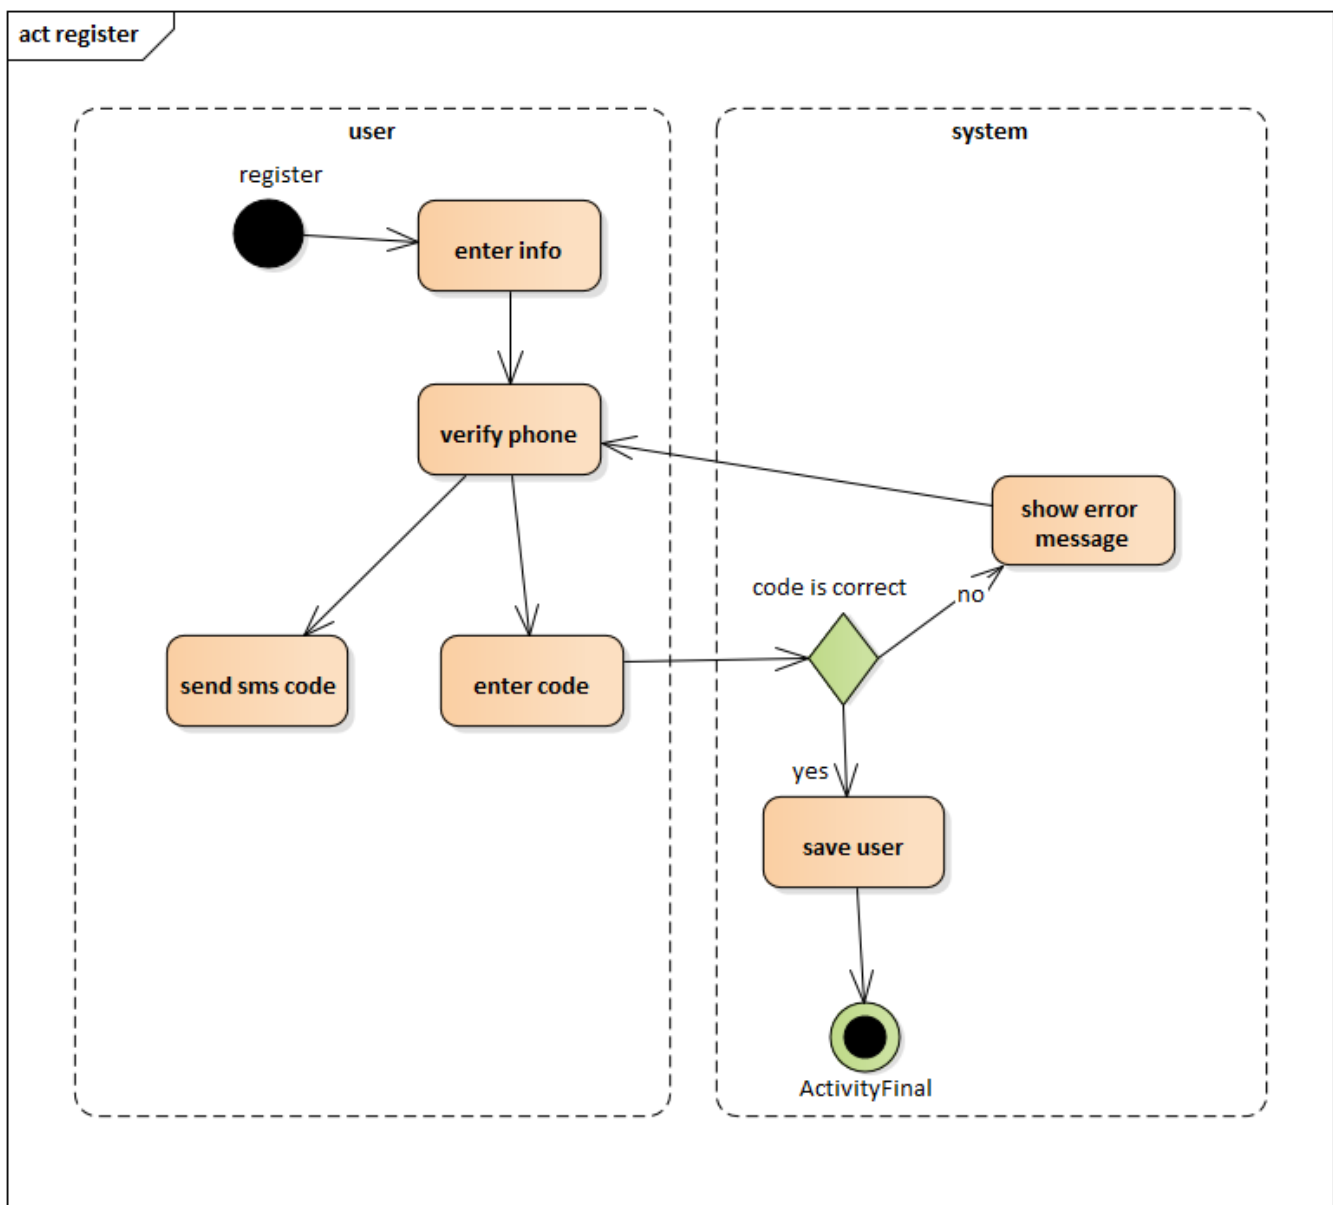 act register
user
system
register
enter info
verify phone
show error
message
code is correct
no
send sms code
enter code
yes
save user
ActivityFinal